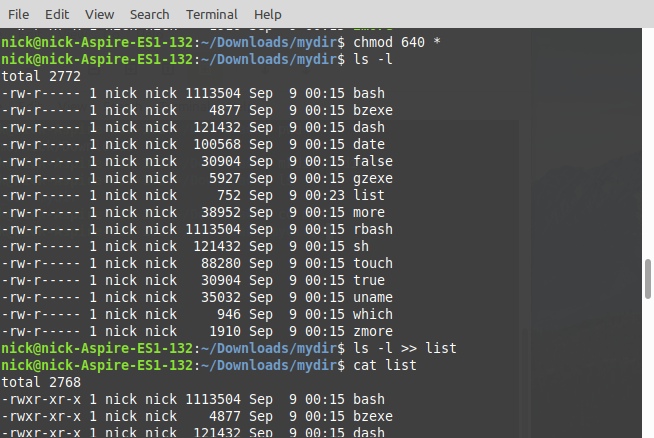 File Edit View Search Terminal Help
nick@nick-Aspire-ES1-132:~/Downloads/mydir$ chmod 640 *
nick@nick-Aspire-ES1-132:~/Downloads/mydir$ ls -l
total 2772
-rw-r----- 1 nick nick 1113504 Sep  9 00:15 bash
-rw-r----- 1 nick nick    4877 Sep  9 00:15 bzexe
-rw-r----- 1 nick nick  121432 Sep  9 00:15 dash
-rw-r----- 1 nick nick  100568 Sep  9 00:15 date
-rw-r----- 1 nick nick   30904 Sep  9 00:15 false
-rw-r----- 1 nick nick    5927 Sep  9 00:15 gzexe
-rw-r----- 1 nick nick     752 Sep  9 00:23 list
-rw-r----- 1 nick nick   38952 Sep  9 00:15 more
-rw-r----- 1 nick nick 1113504 Sep  9 00:15 rbash
-rw-r----- 1 nick nick  121432 Sep  9 00:15 sh
-rw-r----- 1 nick nick   88280 Sep  9 00:15 touch
-rw-r----- 1 nick nick   30904 Sep  9 00:15 true
-rw-r----- 1 nick nick   35032 Sep  9 00:15 uname
-rw-r----- 1 nick nick     946 Sep  9 00:15 which
-rw-r----- 1 nick nick    1910 Sep  9 00:15 zmore
nick@nick-Aspire-ES1-132:~/Downloads/mydir$ ls -l >> list
nick@nick-Aspire-ES1-132:~/Downloads/mydir$ cat list
total 2768
-rwxr-xr-x 1 nick nick 1113504 Sep  9 00:15 bash
-rwxr-xr-x 1 nick nick    4877 Sep  9 00:15 bzexe
-rwxr-xr-x 1 nick nick  121432 Sep  9 00:15 dash